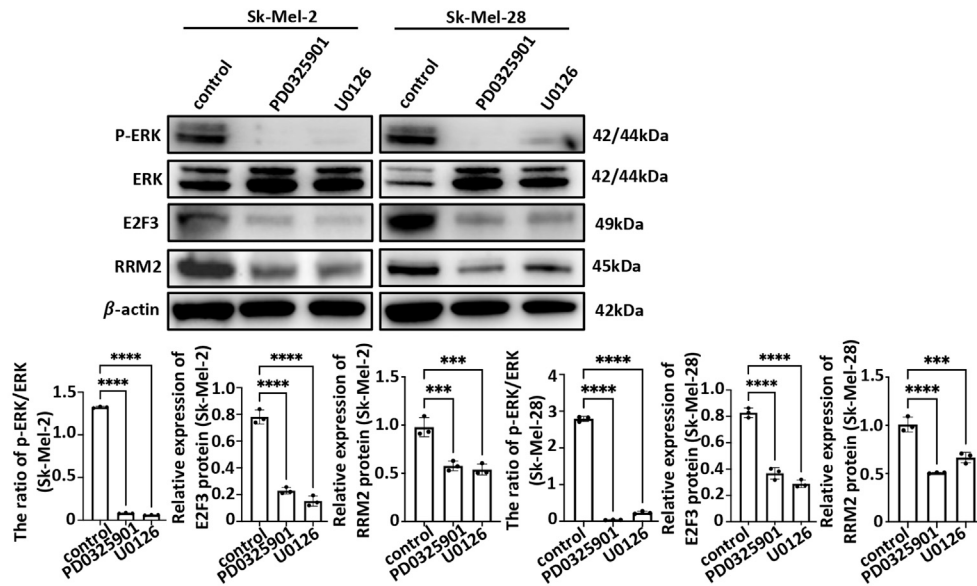 Sk-Mel-2
Sk-Mel-28
control
PD0325901
U0126
control
PD0325901
U0126
P-ERK
42/44kDa
ERK
42/44kDa
E2F3
49kDa
RRM2
45kDa
β-actin
42kDa
The ratio of p-ERK/ERK
(Sk-Mel-2)
1.5
1.0
0.5
0
****
****
control
PD0325901
U0126
Relative expression of
E2F3 protein (Sk-Mel-2)
1.0
0.8
0.6
0.4
0.2
0
****
****
control
PD0325901
U0126
Relative expression of
RRM2 protein (Sk-Mel-2)
1.5
1.0
0.5
0
***
***
control
PD0325901
U0126
The ratio of p-ERK/ERK
(Sk-Mel-28)
4
3
2
1
0
****
****
control
PD0325901
U0126
Relative expression of
E2F3 protein (Sk-Mel-28)
1.0
0.8
0.6
0.4
0.2
0
****
****
control
PD0325901
U0126
Relative expression of
RRM2 protein (Sk-Mel-28)
1.5
1.0
0.5
0
***
****
control
PD0325901
U0126